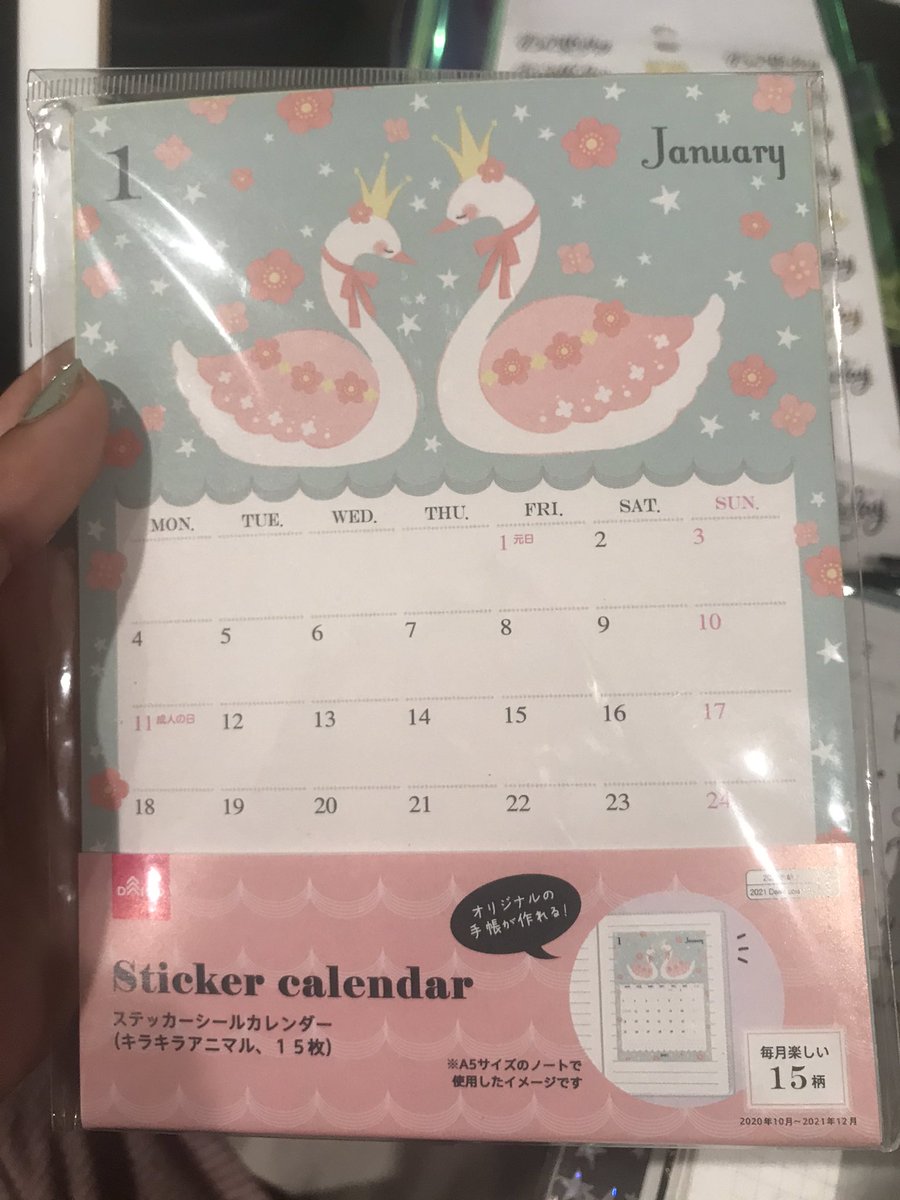 1 January
MON. TUE. WED. THU. FRI. SAT. SUN.
1 元日 2 3
4 5 6 7 8 9 10
11 成人の日 12 13 14 15 16 17
18 19 20 21 22 23 24
オリジナルの
手帳が作れる!
1 January
2021
Sticker calendar
ステッカーシールカレンダー
(キラキラアニマル、15枚)
※A5サイズのノートで
使用したイメージです
毎月楽しい
15柄
2020年10月~2021年12月